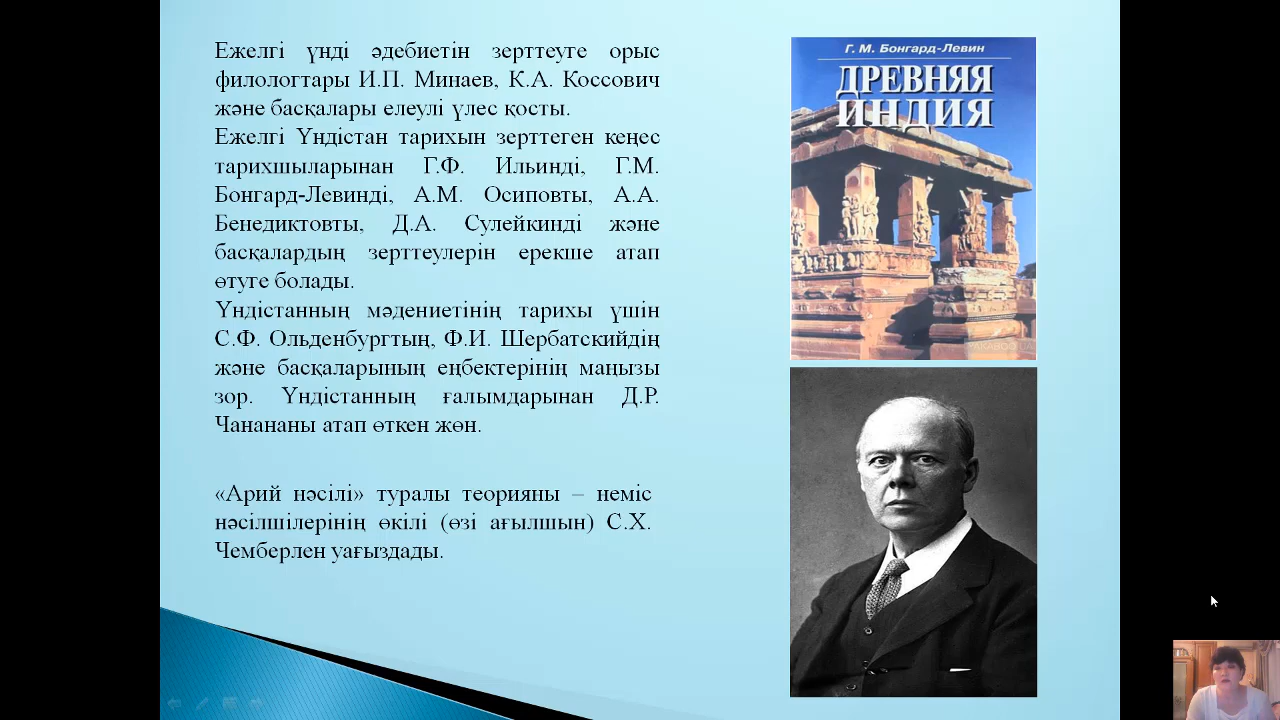 Ежелгі үнді әдебиетін зерттеуге орыс
филологтары И.П. Минаев, К.А. Коссович
және басқалары елеулі үлес қосты.
Ежелгі Үндістан тарихын зерттеген кеңес
тарихшыларынан Г.Ф. Ильинді, Г.М.
Бонгард-Левинді, А.М. Осиповты, А.А.
Бенедиктовты, Д.А. Сулейкинді және
басқалардың зерттеулерін ерекше атап
өтуге болады.
Үндістанның мәдениетінің тарихы үшін
С.Ф. Ольденбургтың, Ф.И. Шербатскийдің
және басқаларының еңбектерінің маңызы
зор. Үндістанның ғалымдарынан Д.Р.
Чанананы атап өткен жөн.
«Арий нәсілі» туралы теорияны – неміс
нәсілшілерінің өкілі (өзі ағылшын) С.Х.
Чемберлен уағыздады.
Г. М. Бонгард-Левин
ДРЕВНЯЯ
ИНДИЯ